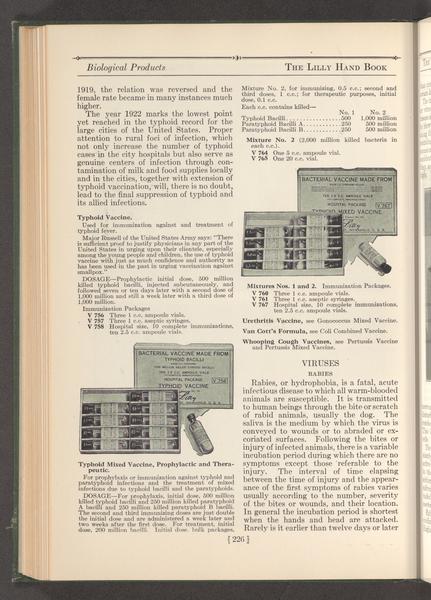 Biological Products
THE LILLY HAND BOOK
1919, the relation was reversed and the
female rate became in many instances much
higher.
The year 1922 marks the lowest point
yet reached in the typhoid record for the
large cities of the United States. Proper
attention to rural foci of infection, which
not only increase the number of typhoid
cases in the city hospitals but also serve as
genuine centers of infection through con-
tamination of milk and food supplies locally
and in the cities, together with extension of
typhoid vaccination, will, there is no doubt,
lead to the final suppression of typhoid and
its allied infections.
Typhoid Vaccine.
Used for immunization against and treatment of
typhoid fever.
Major Russell of the United States Army says: "There
is sufficient proof to justify physicians in any part of the
United States in urging upon their clientele, especially
among the young people and children, the use of typhoid
vaccine with just as much confidence and authority as
has been used in the past in urging vaccination against
smallpox."
DOSAGE—Prophylactic initial dose, 500 million
killed typhoid bacilli, injected subcutaneously, and
followed seven or ten days later with a second dose of
1,000 million and still a week later with a third dose of
1,000 million.
Immunization Packages
V 756 Three 1 c.c. ampoule vials.
V 757 Three 1 c.c. aseptic syringes.
V 758 Hospital size, 10 complete immunizations,
ten 2.5 c.c. ampoule vials.
BACTERIAL VACCINE MADE FROM
TYPHOID BACILLI
HOSPITAL PACKAGE
TYPHOID VACCINE
V 758
Lilly
Typhoid Mixed Vaccine, Prophylactic and Thera-
peutic.
For prophylaxis or immunization against typhoid and
paratyphoid infections and the treatment of mixed
infections due to typhoid bacilli and the paratyphoids.
DOSAGE—For prophylaxis, initial dose, 500 million
killed typhoid bacilli and 250 million killed paratyphoid
A bacilli and 250 million killed paratyphoid B bacilli.
The second and third immunizing doses are just double
the initial dose and are administered a week later and
two weeks after the first dose. For treatment, initial
dose, 200 million bacilli. Initial dose, bulk packages,
Mixture No. 2, for immunizing, 0.5 c.c.; second and
third doses, 1 c.c.; for therapeutic purposes, initial
dose, 0.1 c.c.
Each c.c. contains killed—
No. 1 No. 2
Typhoid Bacilli 500 1,000 million
Paratyphoid Bacilli A 250 500 million
Paratyphoid Bacilli B 250 500 million
Mixture No. 2 (2,000 million killed bacteria in
each c.c.).
V 764 One 5 c.c. ampoule vial.
V 765 One 20 c.c. vial.
BACTERIAL VACCINE MADE FROM
HOSPITAL PACKAGE
V 767
TYPHOID MIXED VACCINE
Lilly
Mixtures Nos. 1 and 2. Immunization Packages.
V 760 Three 1 c.c. ampoule vials.
V 761 Three 1 c.c. aseptic syringes.
V 767 Hospital size, 10 complete immunizations,
ten 2.5 c.c. ampoule vials.
Urethritis Vaccine, see Gonococcus Mixed Vaccine.
Van Cott's Formula, see Coli Combined Vaccine.
Whooping Cough Vaccines, see Pertussis Vaccine
and Pertussis Mixed Vaccine.
VIRUSES
RABIES
Rabies, or hydrophobia, is a fatal, acute
infectious disease to which all warm-blooded
animals are susceptible. It is transmitted
to human beings through the bite or scratch
of rabid animals, usually the dog. The
saliva is the medium by which the virus is
conveyed to wounds or to abraded or ex-
coriated surfaces. Following the bites or
injury of infected animals, there is a variable
incubation period during which there are no
symptoms except those referable to the
injury. The interval of time elapsing
between the time of injury and the appear-
ance of the first symptoms of rabies varies
usually according to the number, severity
of the bites or wounds, and their location.
In general the incubation period is shortest
when the hands and head are attacked.
Rarely is it earlier than twelve days or later
[ 226 ]